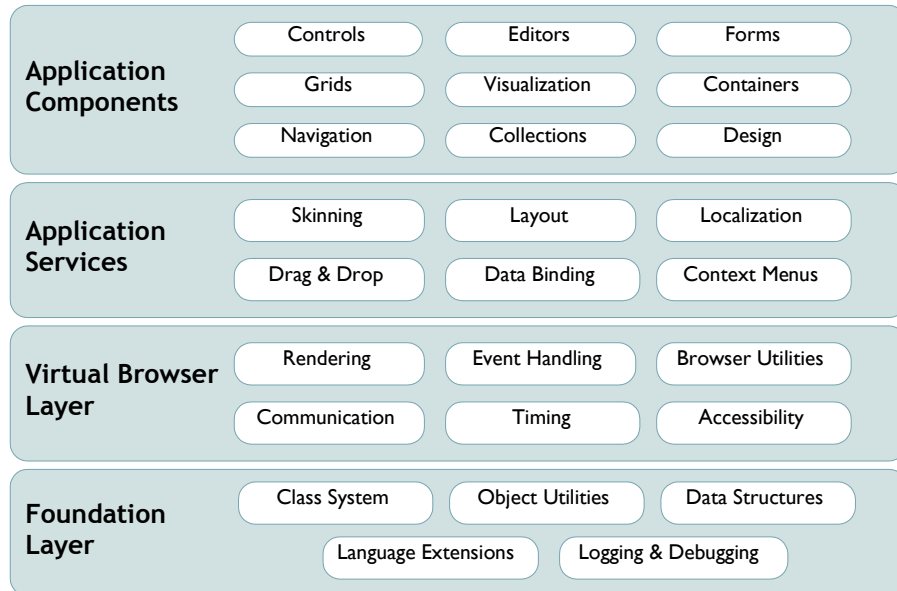 Application
Components
Controls
Editors
Forms
Grids
Visualization
Containers
Navigation
Collections
Design
Application
Services
Skinning
Layout
Localization
Drag & Drop
Data Binding
Context Menus
Virtual Browser
Layer
Rendering
Event Handling
Browser Utilities
Communication
Timing
Accessibility
Foundation
Layer
Class System
Object Utilities
Data Structures
Language Extensions
Logging & Debugging